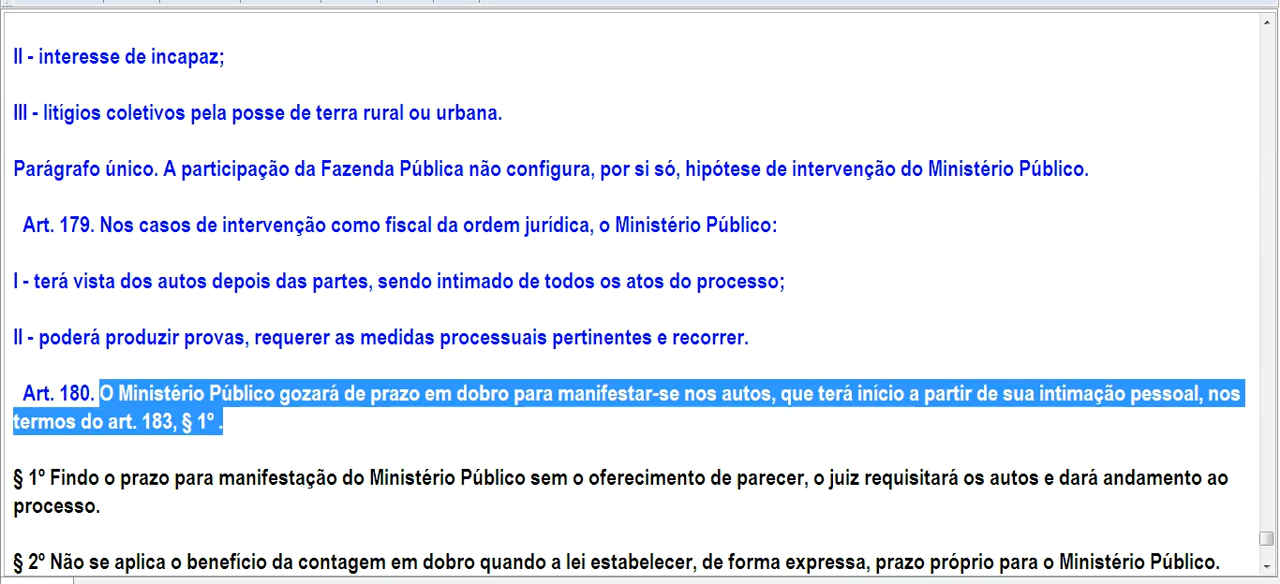 II - interesse de incapaz;
III - litígios coletivos pela posse de terra rural ou urbana.
Parágrafo único. A participação da Fazenda Pública não configura, por si só, hipótese de intervenção do Ministério Público.
Art. 179. Nos casos de intervenção como fiscal da ordem jurídica, o Ministério Público:
I - terá vista dos autos depois das partes, sendo intimado de todos os atos do processo;
II - poderá produzir provas, requerer as medidas processuais pertinentes e recorrer.
Art. 180. O Ministério Público gozará de prazo em dobro para manifestar-se nos autos, que terá início a partir de sua intimação pessoal, nos
termos do art. 183, § 1º .
§ 1º Findo o prazo para manifestação do Ministério Público sem o oferecimento de parecer, o juiz requisitará os autos e dará andamento ao
processo.
§ 2º Não se aplica o benefício da contagem em dobro quando a lei estabelecer, de forma expressa, prazo próprio para o Ministério Público.